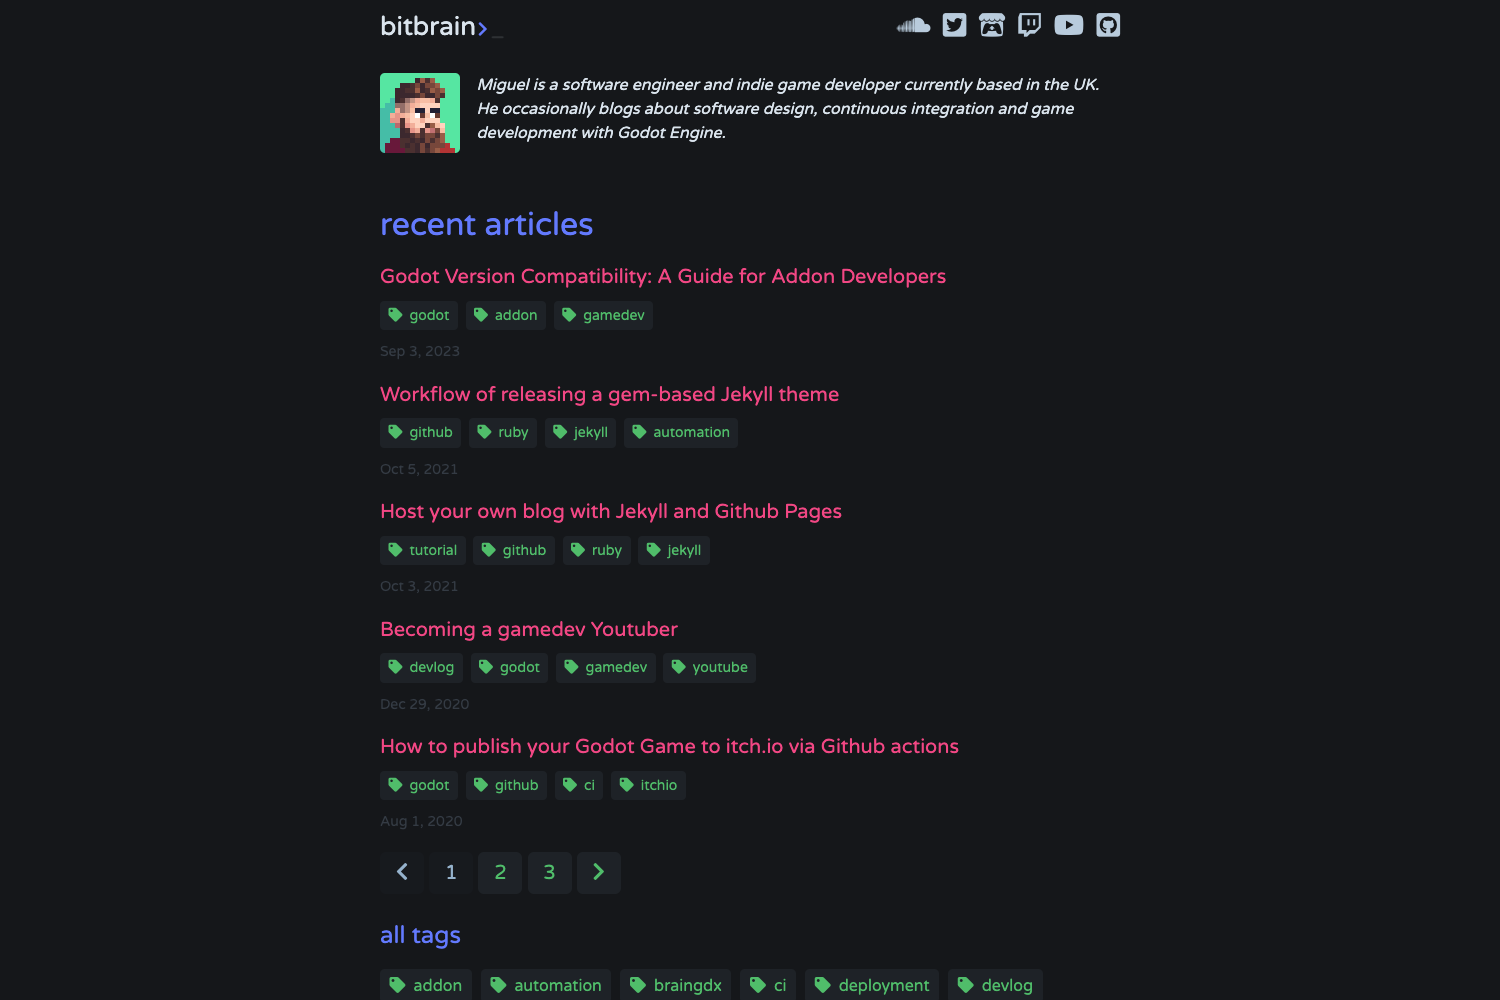 bitbrain>_
Miguel is a software engineer and indie game developer currently based in the UK.
He occasionally blogs about software design, continuous integration and game
development with Godot Engine.
recent articles
Godot Version Compatibility: A Guide for Addon Developers
godot addon gamedev
Sep 3, 2023
Workflow of releasing a gem-based Jekyll theme
github ruby jekyll automation
Oct 5, 2021
Host your own blog with Jekyll and Github Pages
tutorial github ruby jekyll
Oct 3, 2021
Becoming a gamedev Youtuber
devlog godot gamedev youtube
Dec 29, 2020
How to publish your Godot Game to itch.io via Github actions
godot github ci itchio
Aug 1, 2020
1 2 3
all tags
addon automation braingdx ci deployment devlog